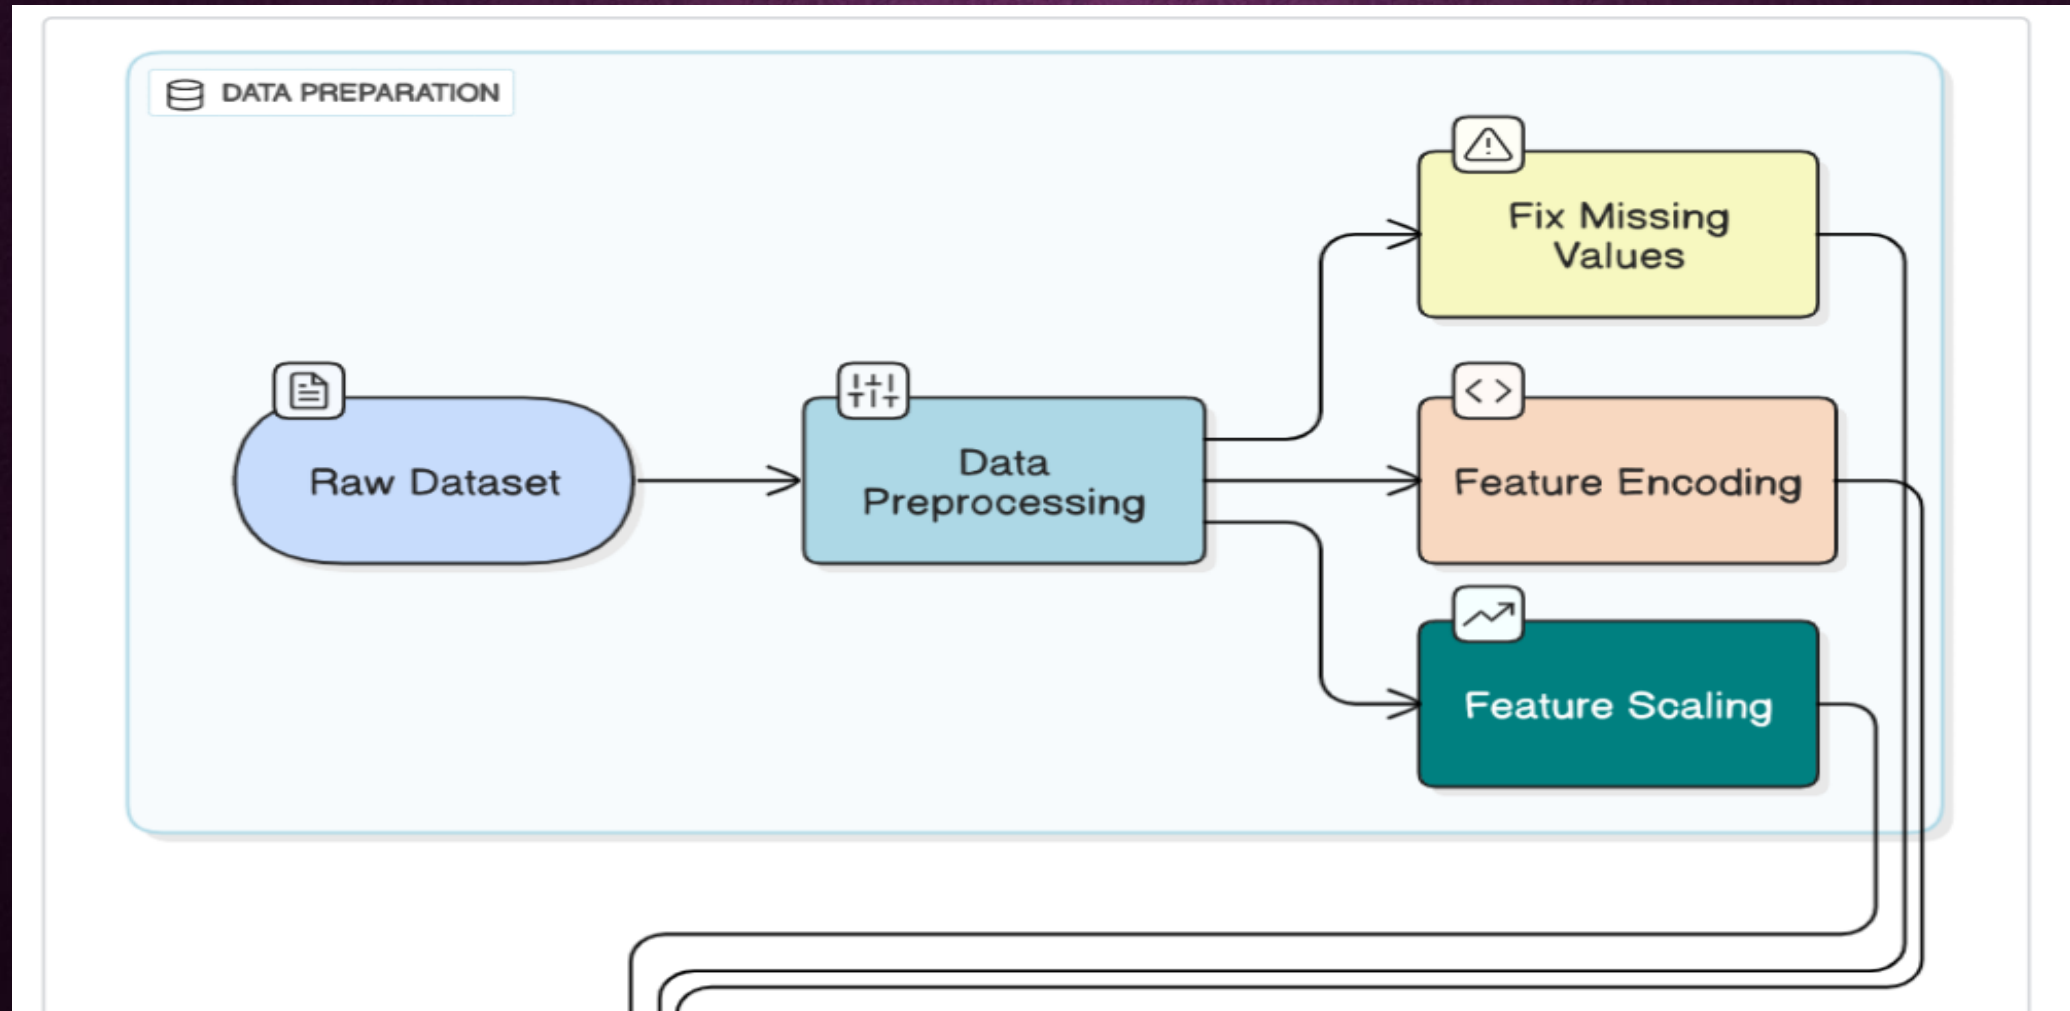 DATA PREPARATION
Fix Missing
Values
Raw Dataset
Data
Preprocessing
Feature Encoding
Feature Scaling